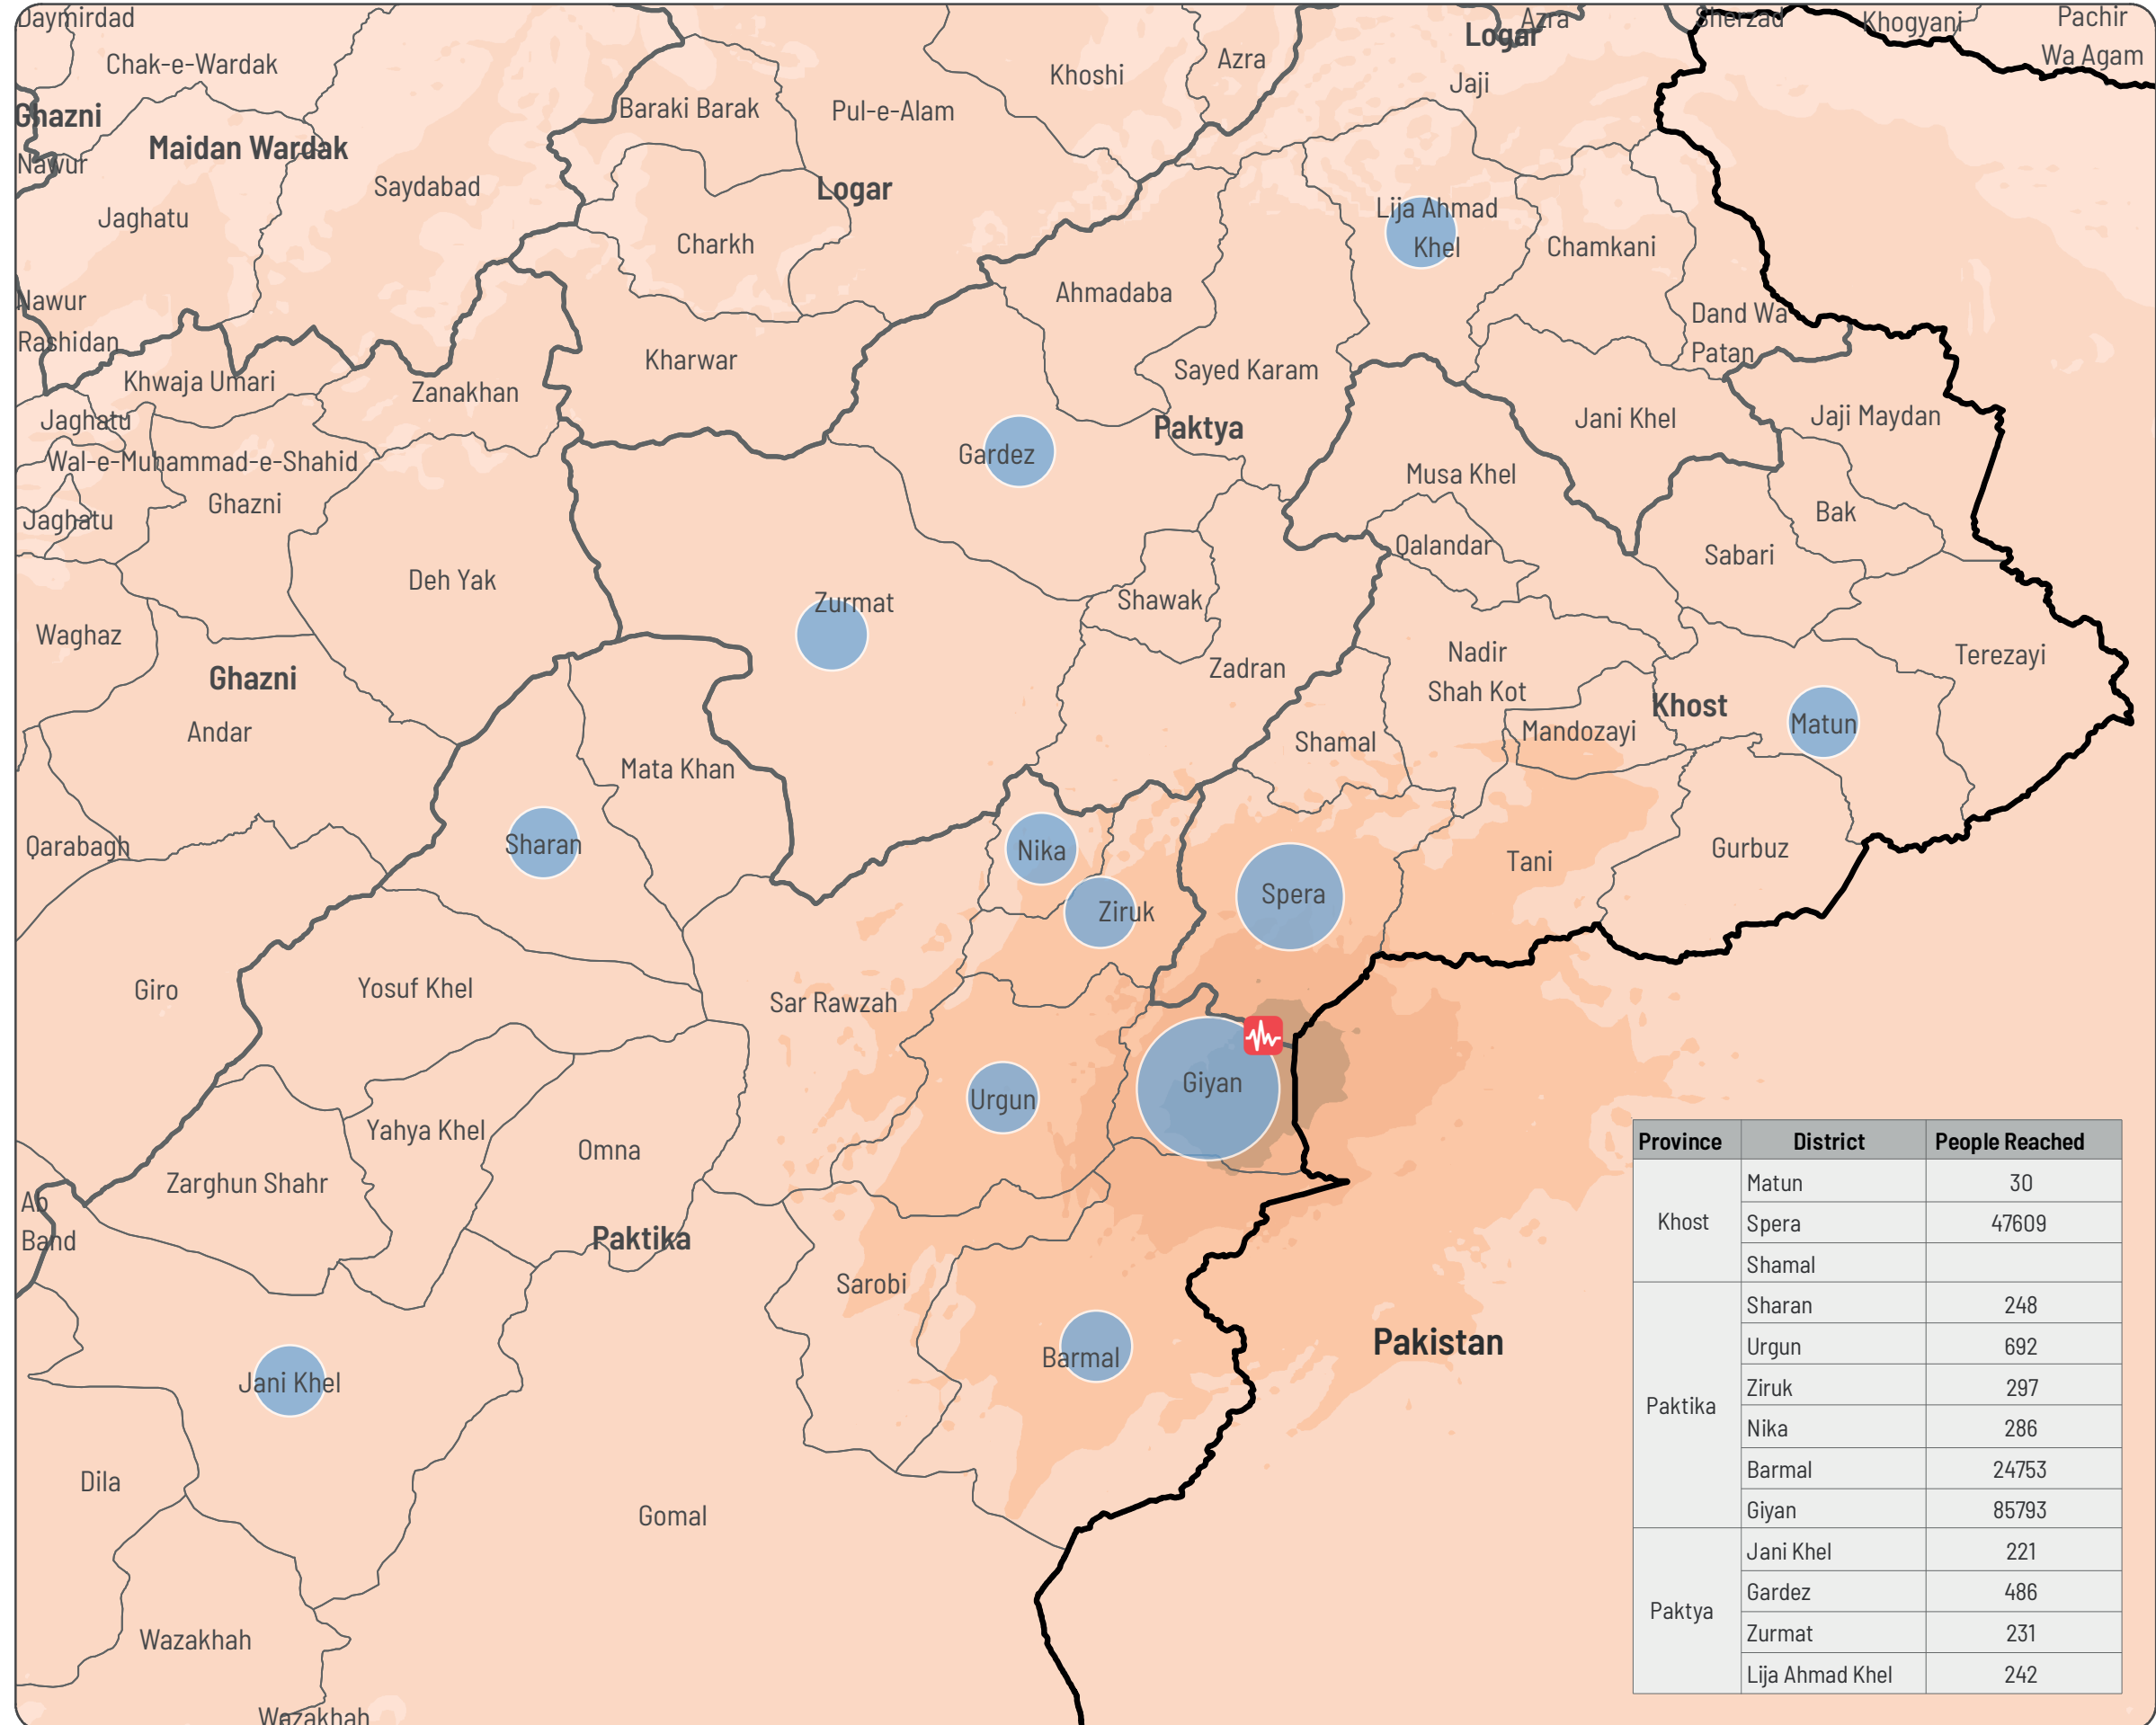 Daymirdad
Chak-e-Wardak
Ghazni
Nawur
Maidan Wardak
Jaghatu
Saydabad
Nawur
Rashidan
Baraki Barak
Pul-e-Alam
Khoshi
Azra
Logar
Azra
Jaji
Sherzad
Khogyani
Pachir
Wa Agam
Logar
Charkh
Lija Ahmad
Khel
Chamkani
Ahmadaba
Dand Wa
Patan
Khwaja Umari
Zanakhan
Kharwar
Sayed Karam
Jaghatu
Wal-e-Muhammad-e-Shahid
Ghazni
Jaghatu
Gardez
Paktya
Jani Khel
Jaji Maydan
Musa Khel
Qalandar
Bak
Sabari
Deh Yak
Waghaz
Ghazni
Andar
Zurmat
Shawak
Zadran
Nadir
Shah Kot
Terezayi
Khost
Matun
Mandozayi
Shamal
Mata Khan
Qarabagh
Sharan
Nika
Ziruk
Spera
Tani
Gurbuz
Giro
Yosuf Khel
Sar Rawzah
Urgun
Giyan
Yahya Khel
Omna
Zarghun Shahr
Ab
Band
Paktika
Sarobi
Barmal
Pakistan
Jani Khel
Dila
Gomal
Wazakhah
Wazakhah
Province District People Reached
Khost
Matun 30
Spera 47609
Shamal
Paktika
Sharan 248
Urgun 692
Ziruk 297
Nika 286
Barmal 24753
Giyan 85793
Paktya
Jani Khel 221
Gardez 486
Zurmat 231
Lija Ahmad Khel 242